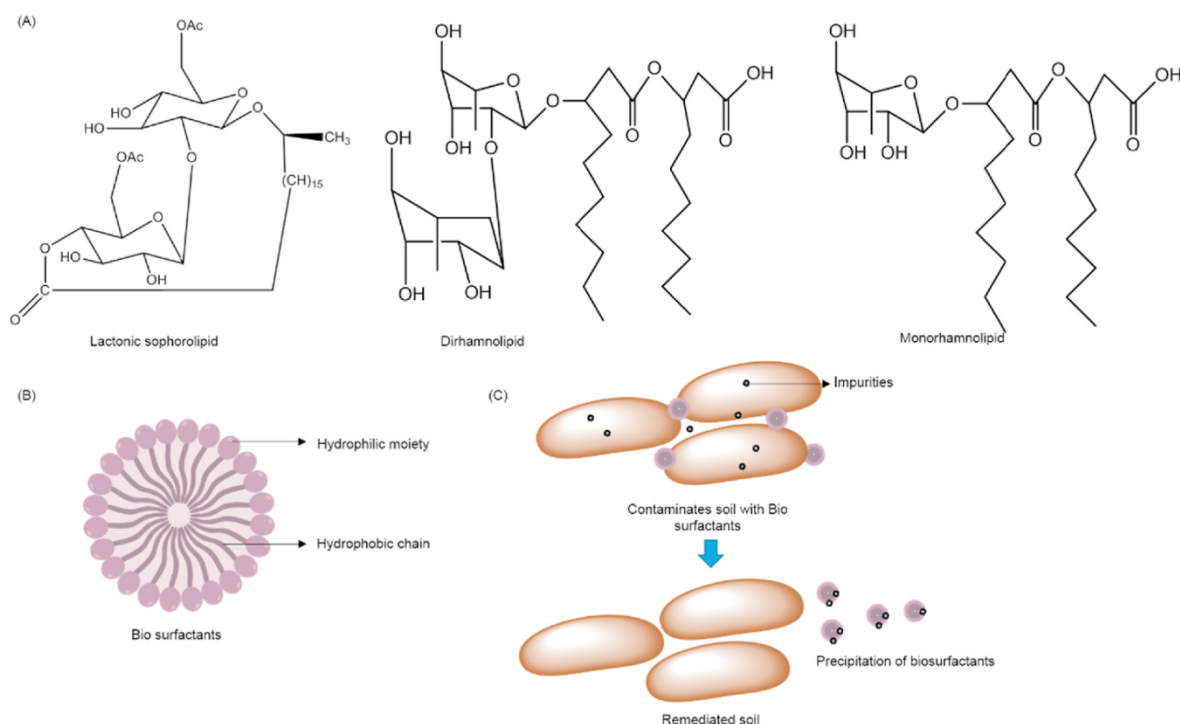 (A)
OAc
O
HO
HO
O
O
CH₃
OAc
O
(CH)₁₅
O
O
HO
OH
C
O
Lactonic sophorolipid
OH
O
O
O
OH
OH
O
O
O
OH
OH
OH
OH
Dirhamnolipid
OH
O
O
O
OH
OH
OH
O
O
Monorhamnolipid
(B)
Hydrophilic moiety
Hydrophobic chain
Bio surfactants
(C)
Impurities
Contaminates soil with Bio
surfactants
Precipitation of biosurfactants
Remediated soil